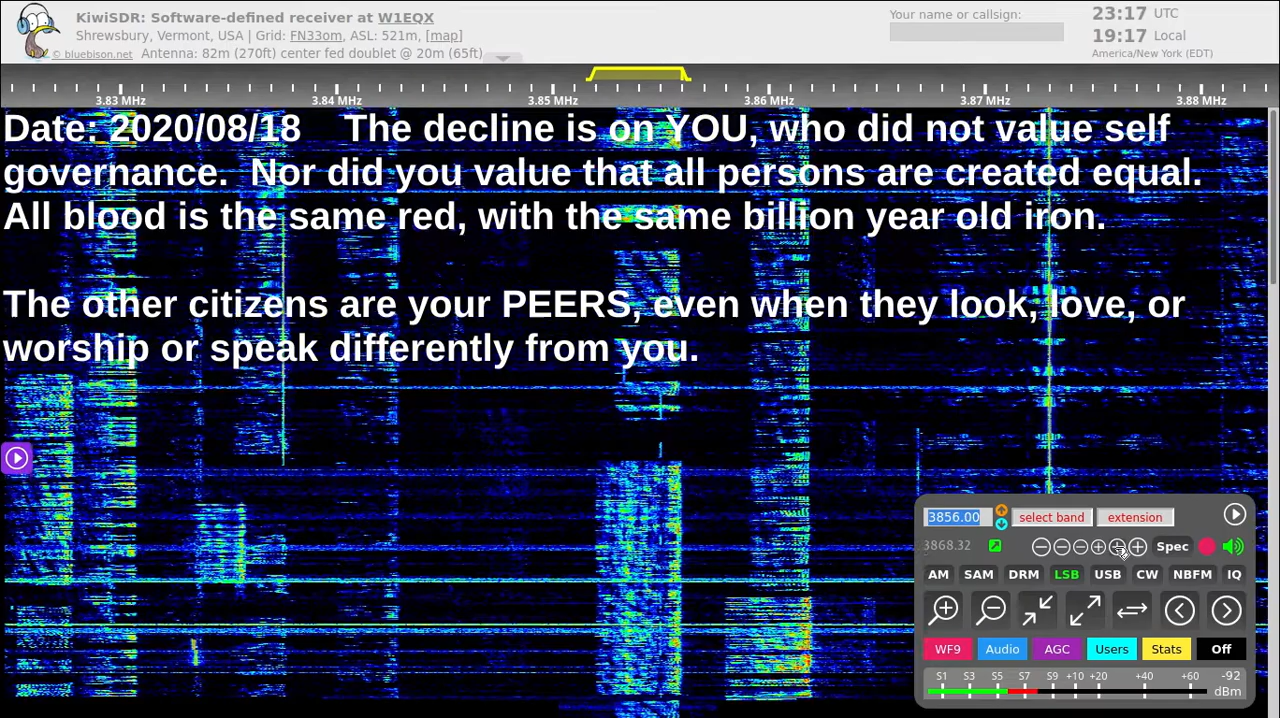 KiwiSDR: Software-defined receiver at W1EQX
Shrewsbury, Vermont, USA | Grid: FN33om, ASL: 521m, [map]
© bluebison.net Antenna: 82m (270ft) center fed doublet @ 20m (65ft)
Your name or callsign:
23:17 UTC
19:17 Local
America/New York (EDT)
3.83 MHz 3.84 MHz 3.85 MHz 3.86 MHz 3.87 MHz 3.88 MHz
Date: 2020/08/18 The decline is on YOU, who did not value self
governance. Nor did you value that all persons are created equal.
All blood is the same red, with the same billion year old iron.
The other citizens are your PEERS, even when they look, love, or
worship or speak differently from you.
3856.00 select band extension
3868.32 Spec
AM SAM DRM LSB USB CW NBFM IQ
WF9 Audio AGC Users Stats Off
S1 S3 S5 S7 S9 +10 +20 +40 +60 -92
dBm